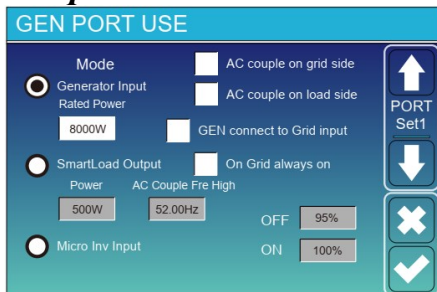 GEN PORT USE
Mode
AC couple on grid side
Generator Input
AC couple on load side
Rated Power
PORT
Set1
8000W
GEN connect to Grid input
SmartLoad Output
On Grid always on
Power
AC Couple Fre High
500W
52.00Hz
OFF
95%
Micro Inv Input
ON
100%